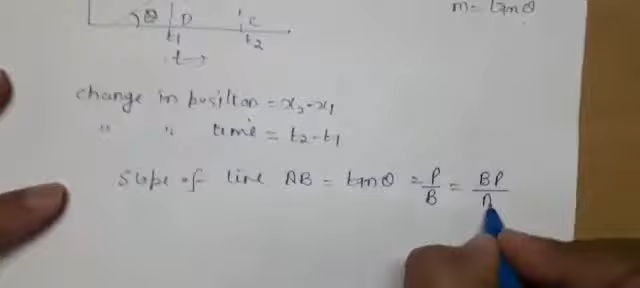 m = tanθ
θ D C
t₁ t₂
t→
change in position = x₂-x₁
" " time = t₂-t₁
Slope of line AB = tanθ = P/B = BP/